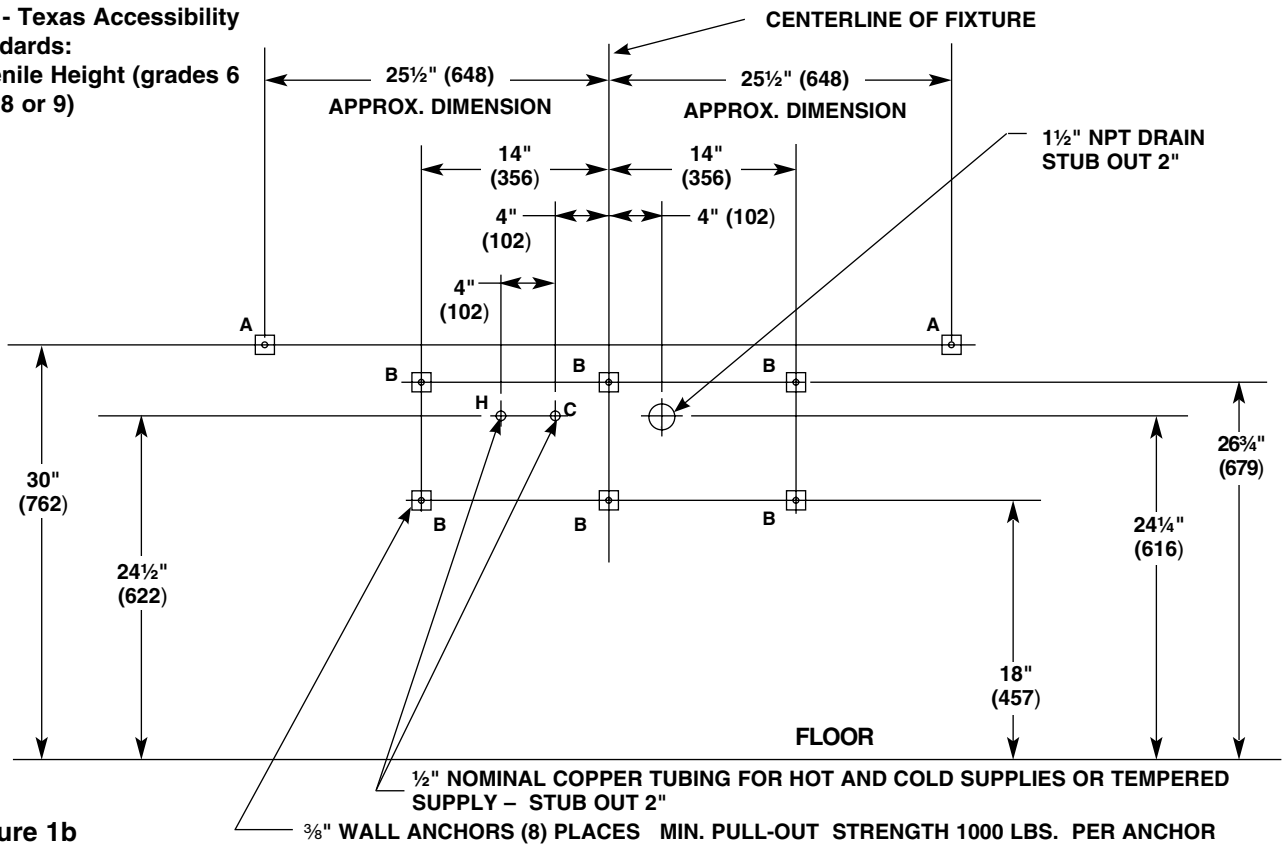 - Texas Accessibility
dards:
enile Height (grades 6
8 or 9)
CENTERLINE OF FIXTURE
25½" (648)
APPROX. DIMENSION
25½" (648)
APPROX. DIMENSION
1½" NPT DRAIN
STUB OUT 2"
14"
(356)
14"
(356)
4"
(102)
4" (102)
4"
(102)
A
A
B
B
B
H
C
30"
(762)
26¾"
(679)
B
B
B
24½"
(622)
24¼"
(616)
18"
(457)
FLOOR
½" NOMINAL COPPER TUBING FOR HOT AND COLD SUPPLIES OR TEMPERED
SUPPLY – STUB OUT 2"
ure 1b
⅜" WALL ANCHORS (8) PLACES MIN. PULL-OUT STRENGTH 1000 LBS. PER ANCHOR